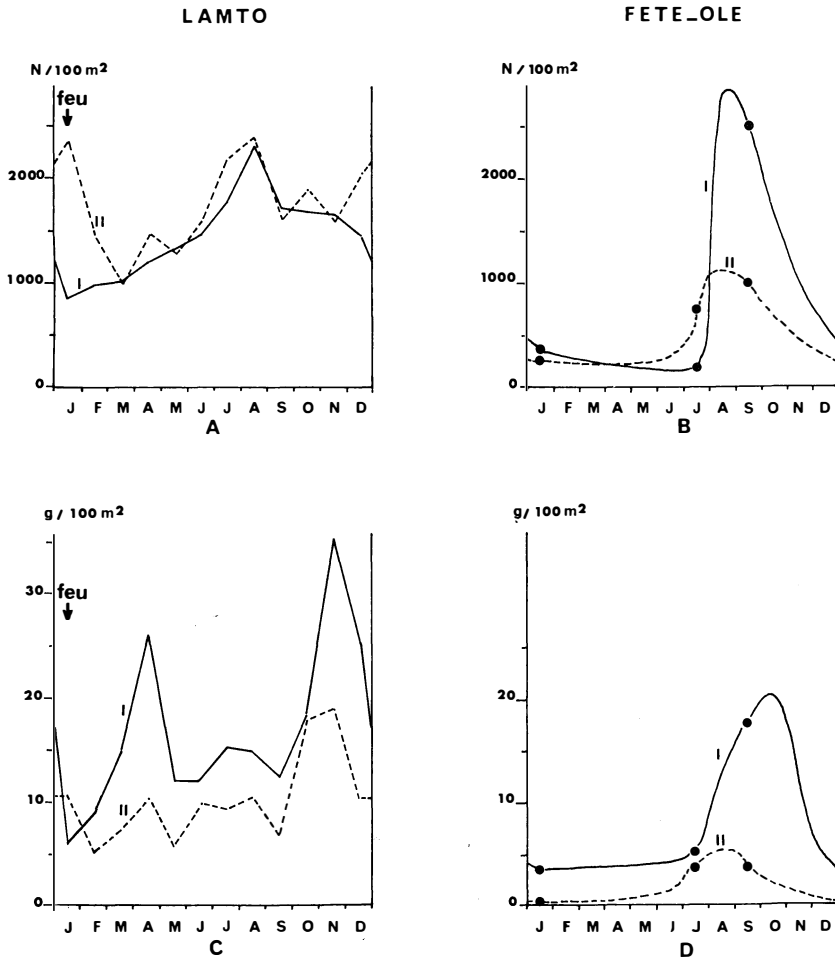 LAMTO
N / 100 m²
feu
2000
1000
0
II
I
J F M A M J J A S O N D
A
FETE_OLE
N / 100 m²
2000
1000
0
I
II
J F M A M J J A S O N D
B
g / 100 m²
feu
30
20
10
0
I
II
J F M A M J J A S O N D
C
g / 100 m²
20
10
0
I
II
J F M A M J J A S O N D
D